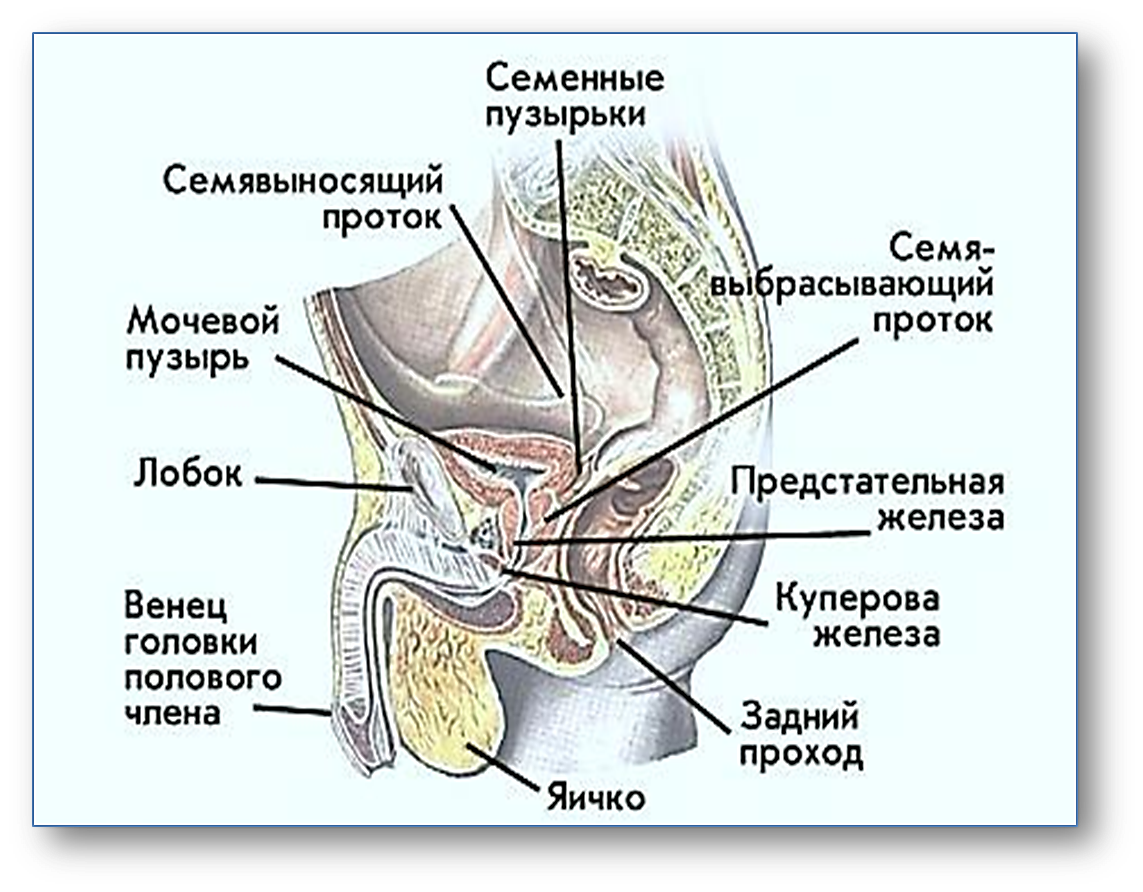 Семенные
пузырьки
Семявыносящий
проток
Семя-
выбрасывающий
проток
Мочевой
пузырь
Лобок
Предстательная
железа
Венец
головки
полового
члена
Куперова
железа
Задний
проход
Яичко